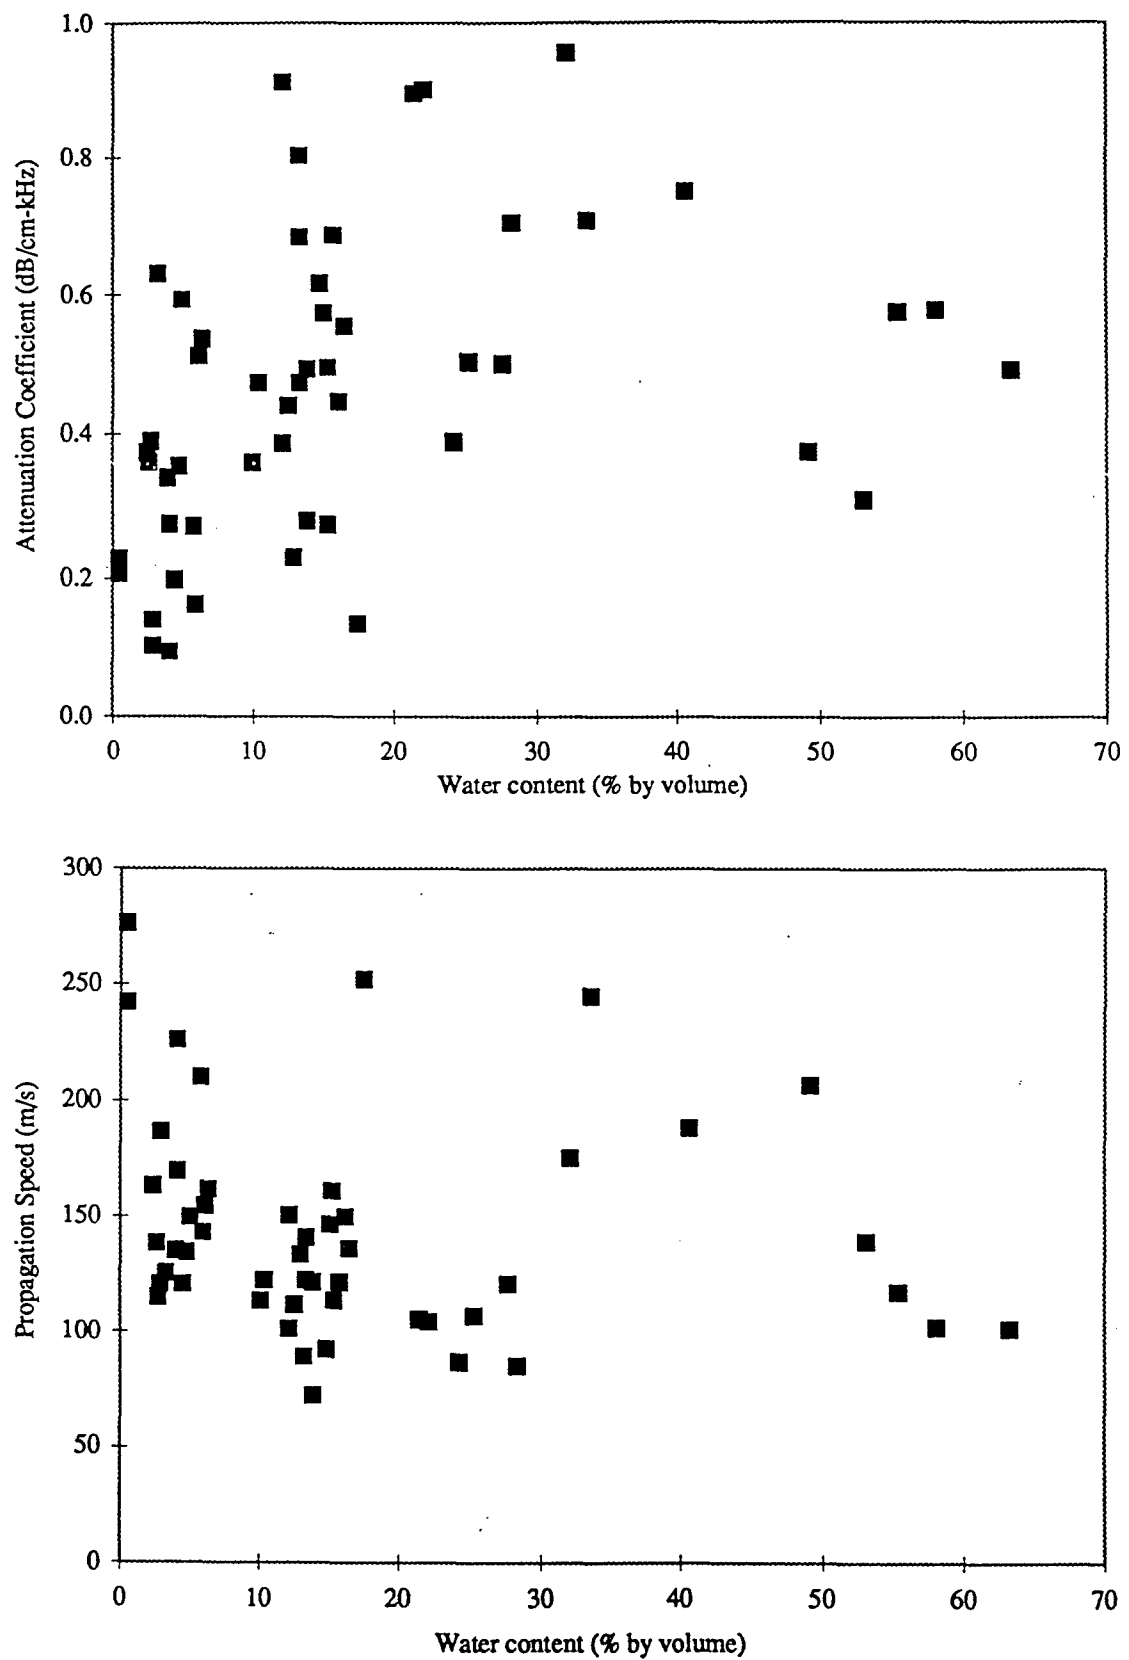 1.0
0.8
0.6
0.4
0.2
0.0
Attenuation Coefficient (dB/cm-kHz)
0 10 20 30 40 50 60 70
Water content (% by volume)
300
250
200
150
100
50
0
Propagation Speed (m/s)
0 10 20 30 40 50 60 70
Water content (% by volume)